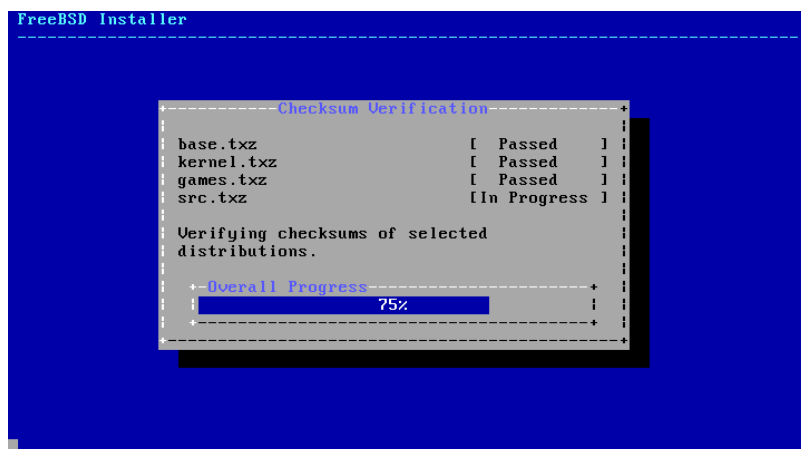 FreeBSD Installer
Checksum Verification
base.txz [ Passed ]
kernel.txz [ Passed ]
games.txz [ Passed ]
src.txz [In Progress ]
Verifying checksums of selected
distributions.
Overall Progress
75%